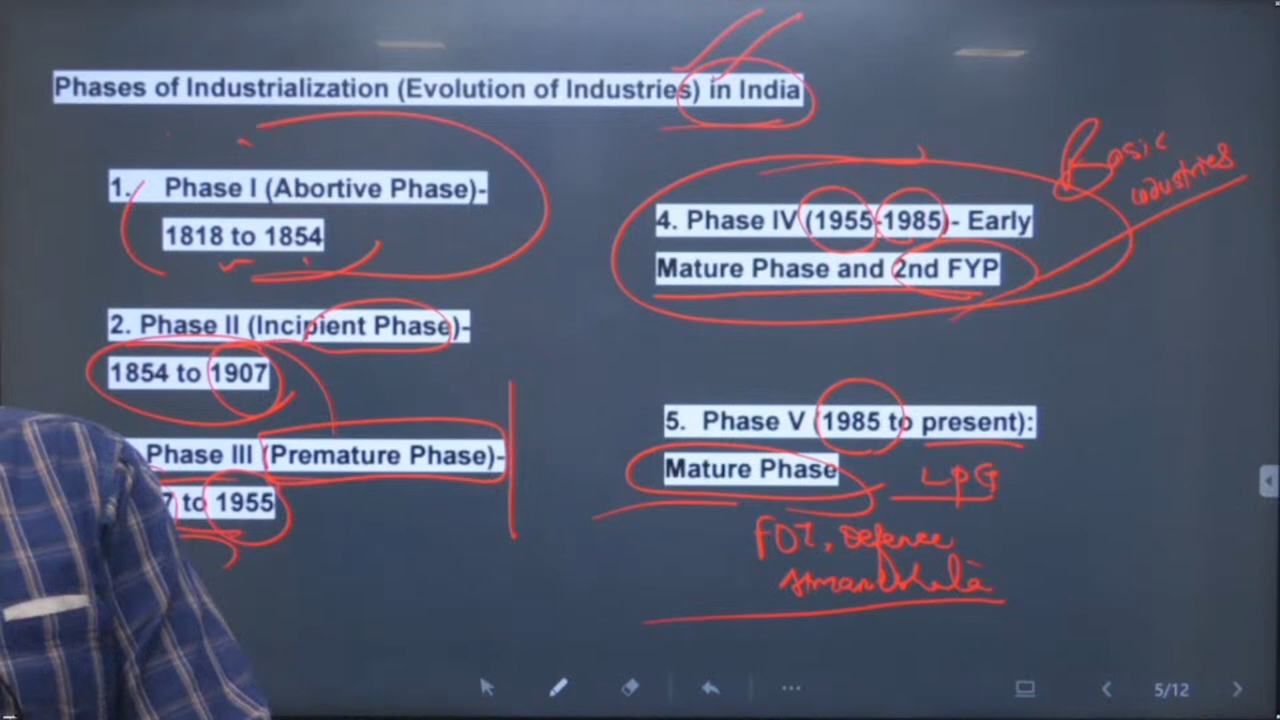 Phases of Industrialization (Evolution of Industries) in India
1. Phase I (Abortive Phase)-
1818 to 1854
2. Phase II (Incipient Phase)-
1854 to 1907
Phase III (Premature Phase)-
7 to 1955
4. Phase IV (1955-1985)- Early
Mature Phase and 2nd FYP
Basic
industries
5. Phase V (1985 to present):
Mature Phase
LPG
FDI, Defence
5/12